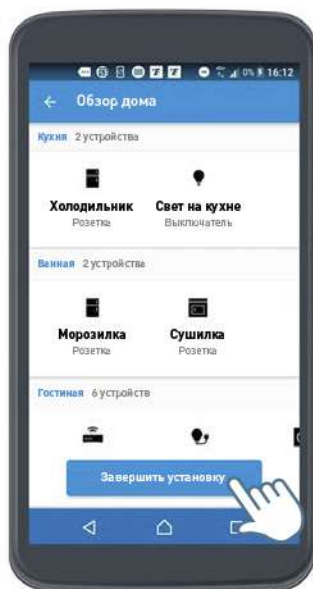 0% 16:12
← Обзор дома
Кухня 2 устройства
Холодильник Свет на кухне
Розетка Выключатель
Ванная 2 устройства
Морозилка Сушилка
Розетка Розетка
Гостиная 6 устройств
Завершить установку